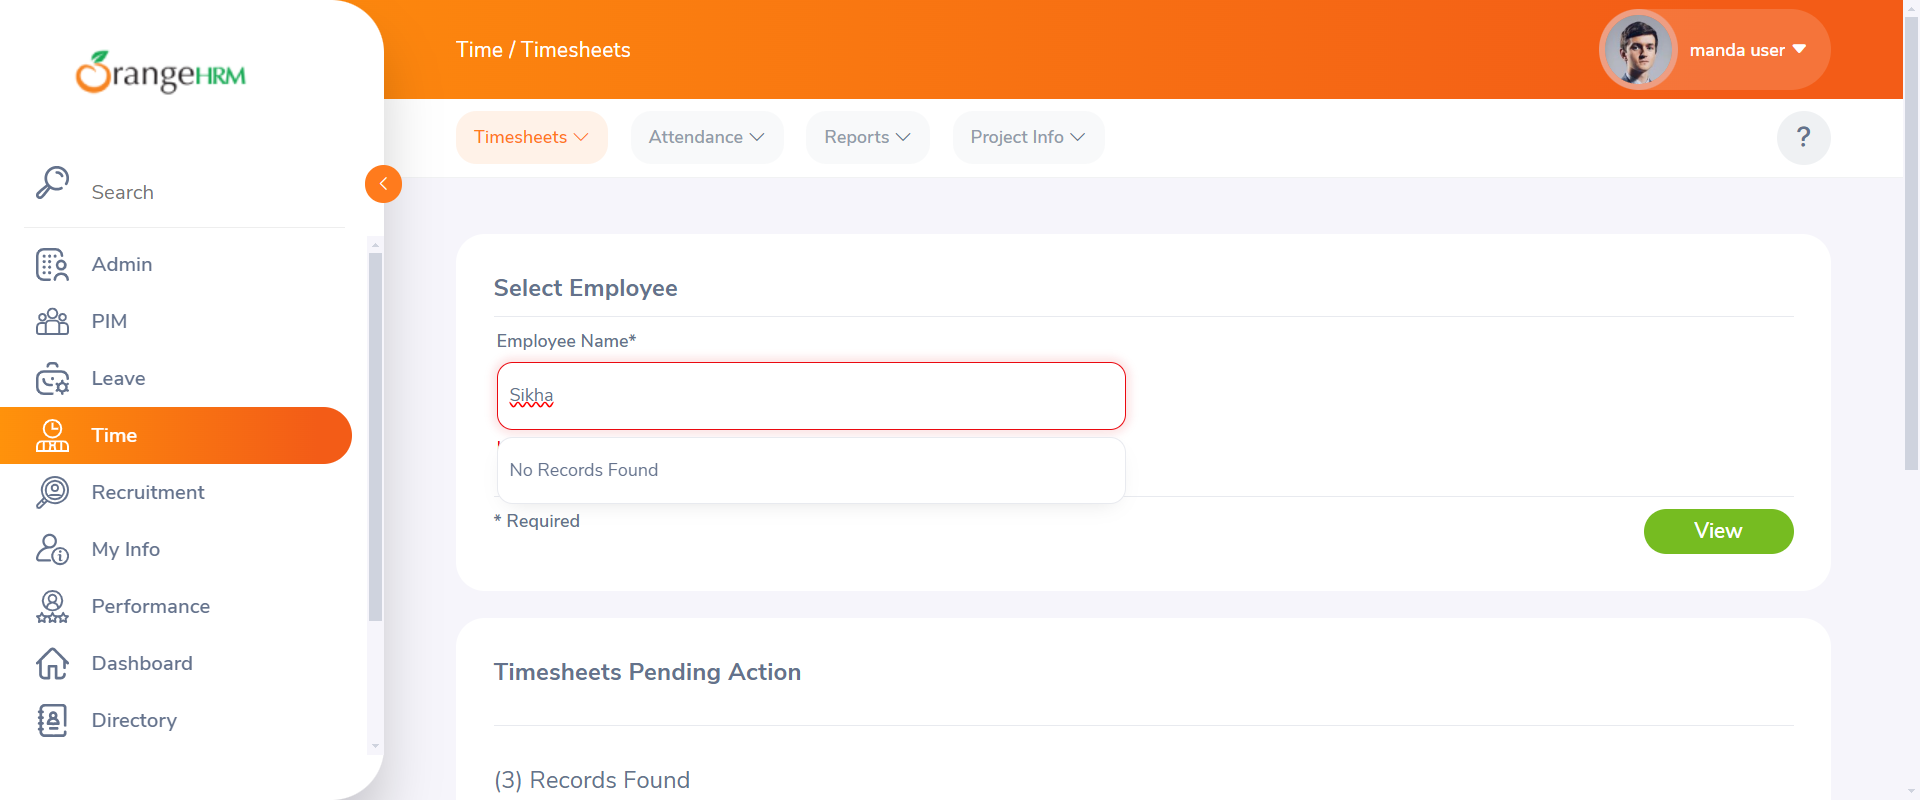 OrangeHRM
Time / Timesheets
manda user
Timesheets
Attendance
Reports
Project Info
?
Search
Admin
PIM
Leave
Time
Recruitment
My Info
Performance
Dashboard
Directory
Select Employee
Employee Name*
Sikha
No Records Found
* Required
View
Timesheets Pending Action
(3) Records Found